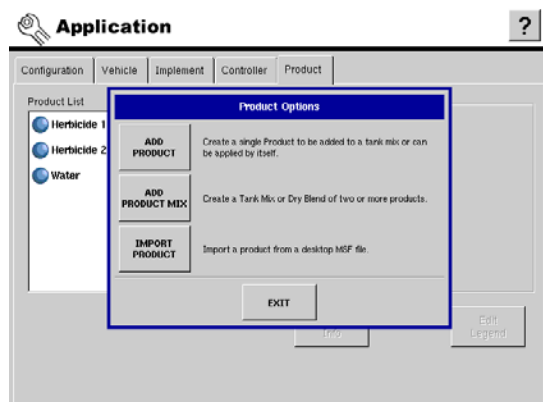 Application
?
Configuration Vehicle Implement Controller Product
Product List
Herbicide 1
Herbicide 2
Water
Product Options
ADD PRODUCT
Create a single Product to be added to a tank mix or can
be applied by itself.
ADD PRODUCT MIX
Create a Tank Mix or Dry Blend of two or more products.
IMPORT PRODUCT
Import a product from a desktop MSF file.
EXIT
Info
Edit
Legend